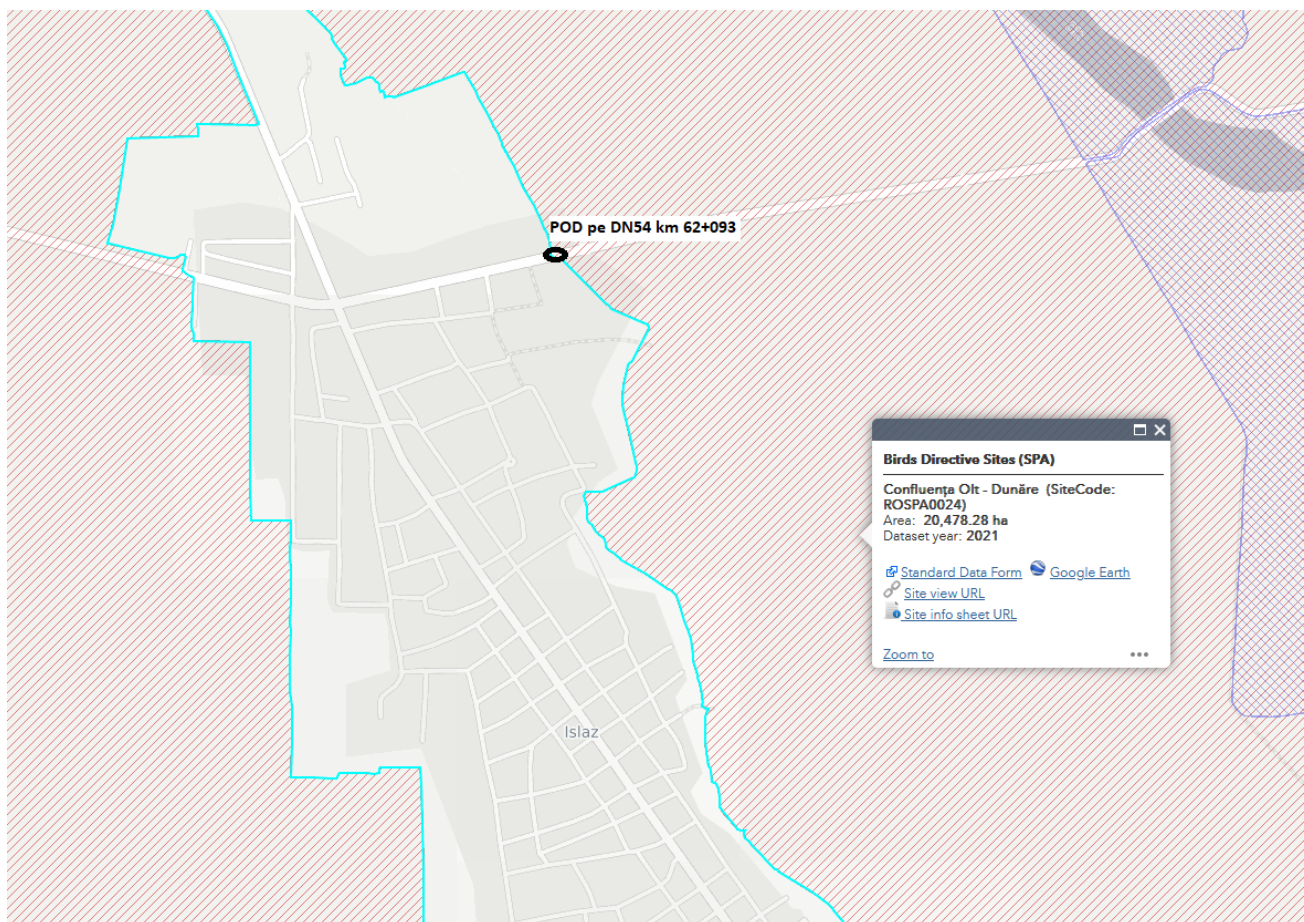 POD pe DN54 km 62+093
Birds Directive Sites (SPA)
Confluenţa Olt - Dunăre (SiteCode:
ROSPA0024)
Area: 20,478.28 ha
Dataset year: 2021
Standard Data Form Google Earth
Site view URL
Site info sheet URL
Zoom to
Islaz